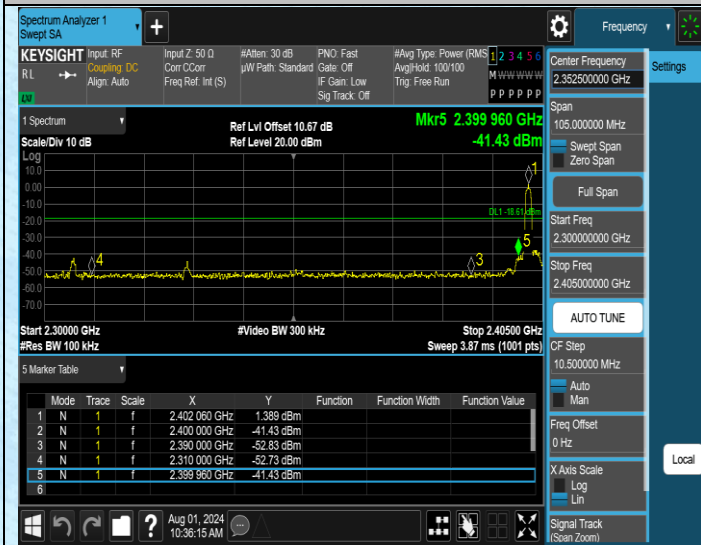 Spectrum Analyzer 1
Swept SA
Frequency
KEYSIGHT
RL
LXI
Input: RF
Coupling: DC
Align: Auto
Input Z: 50 Ω
Corr CCorr
Freq Ref: Int (S)
#Atten: 30 dB
µW Path: Standard
PNO: Fast
Gate: Off
IF Gain: Low
Sig Track: Off
#Avg Type: Power (RMS
Avg|Hold: 100/100
Trig: Free Run
1 2 3 4 5 6
M W W W W W
P P P P P P
1 Spectrum
Scale/Div 10 dB
Ref Lvl Offset 10.67 dB
Ref Level 20.00 dBm
Mkr5 2.399 960 GHz
-41.43 dBm
Log
10.0
0.00
-10.0
-20.0
-30.0
-40.0
-50.0
-60.0
-70.0
1
DL1 -18.61 dBm
5
3
4
Start 2.30000 GHz
#Res BW 100 kHz
#Video BW 300 kHz
Stop 2.40500 GHz
Sweep 3.87 ms (1001 pts)
5 Marker Table
Mode Trace Scale X Y Function Function Width Function Value
1 N 1 f 2.402 060 GHz 1.389 dBm
2 N 1 f 2.400 000 GHz -41.43 dBm
3 N 1 f 2.390 000 GHz -52.83 dBm
4 N 1 f 2.310 000 GHz -52.73 dBm
5 N 1 f 2.399 960 GHz -41.43 dBm
6
Aug 01, 2024
10:36:15 AM
Center Frequency
2.352500000 GHz
Span
105.000000 MHz
Swept Span
Zero Span
Full Span
Start Freq
2.300000000 GHz
Stop Freq
2.405000000 GHz
AUTO TUNE
CF Step
10.500000 MHz
Auto
Man
Freq Offset
0 Hz
X Axis Scale
Log
Lin
Signal Track
(Span Zoom)
Settings
Local